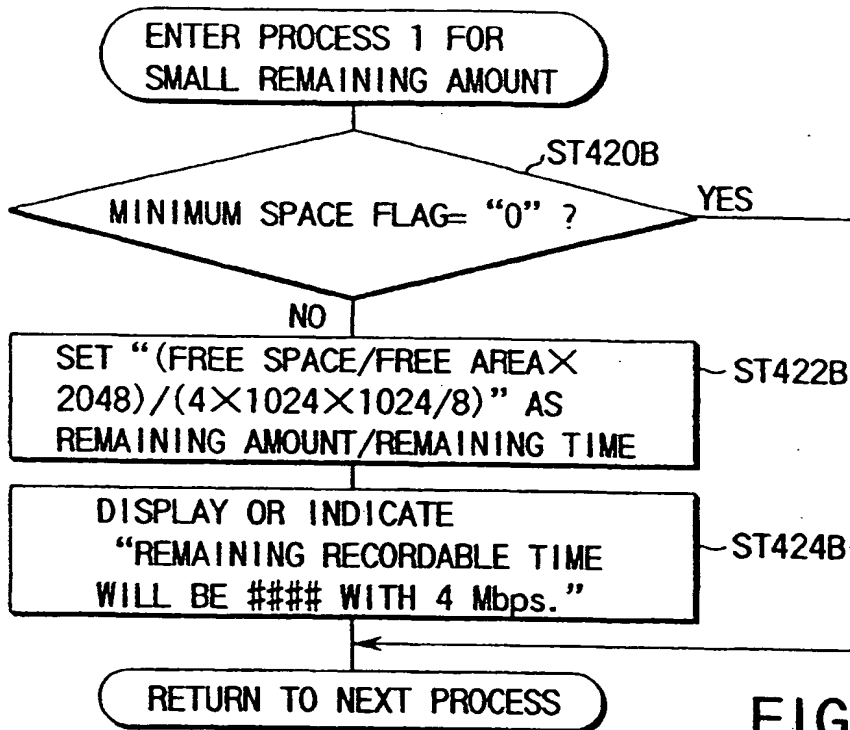 ENTER PROCESS 1 FOR
SMALL REMAINING AMOUNT
ST420B
MINIMUM SPACE FLAG= “0” ?
YES
NO
SET “(FREE SPACE/FREE AREA×
2048)/(4×1024×1024/8)” AS
REMAINING AMOUNT/REMAINING TIME
ST422B
DISPLAY OR INDICATE
“REMAINING RECORDABLE TIME
WILL BE #### WITH 4 Mbps.”
ST424B
RETURN TO NEXT PROCESS
FIG